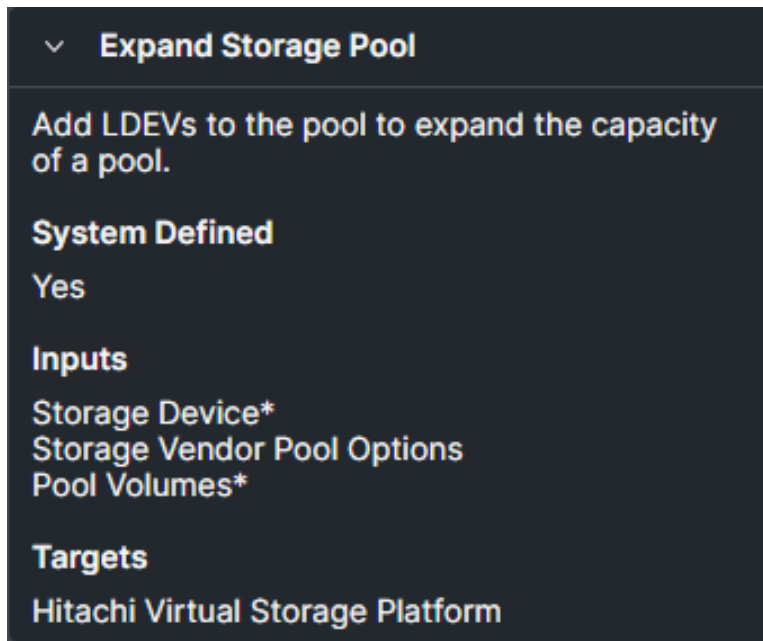 Expand Storage Pool
Add LDEVs to the pool to expand the capacity
of a pool.
System Defined
Yes
Inputs
Storage Device*
Storage Vendor Pool Options
Pool Volumes*
Targets
Hitachi Virtual Storage Platform